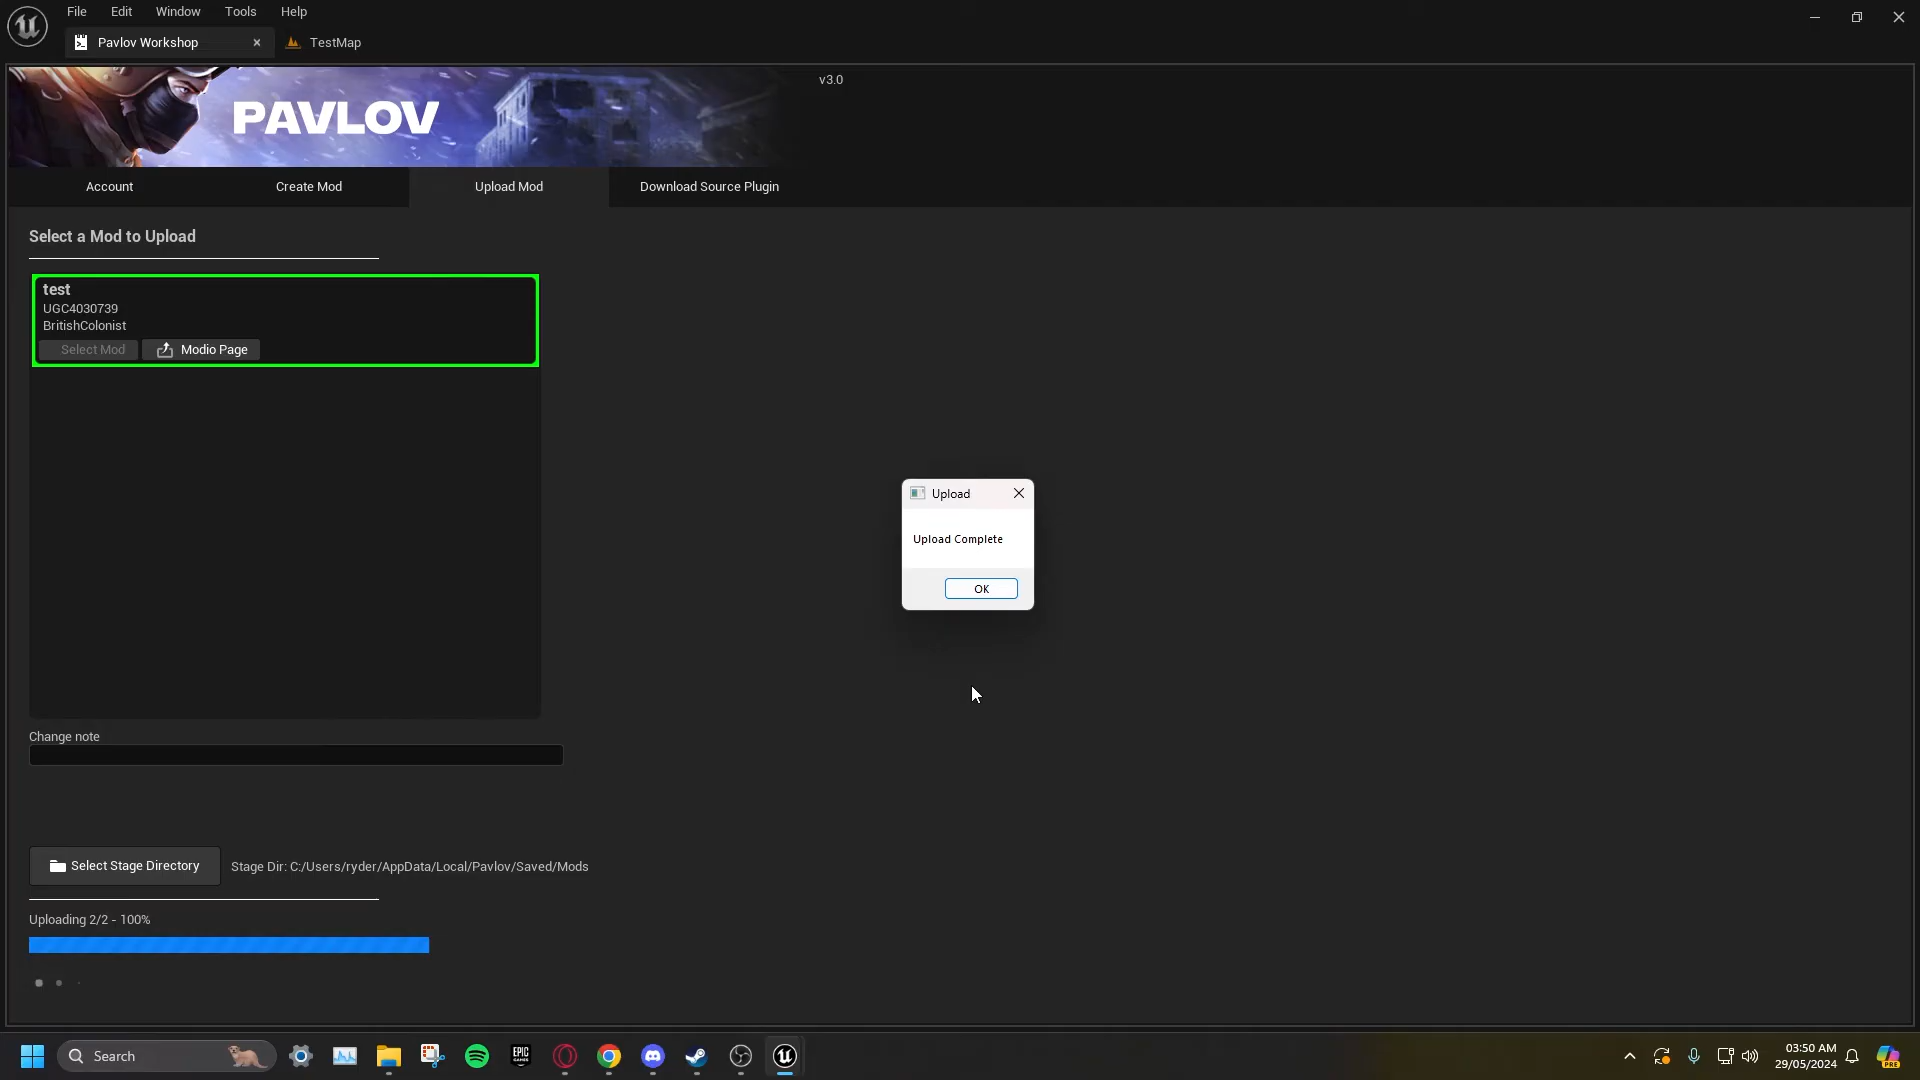 File Edit Window Tools Help
Pavlov Workshop
TestMap
PAVLOV
v3.0
Account
Create Mod
Upload Mod
Download Source Plugin
Select a Mod to Upload
test
UGC4030739
BritishColonist
Select Mod
Modio Page
Upload
Upload Complete
OK
Change note
Select Stage Directory
Stage Dir: C:/Users/ryder/AppData/Local/Pavlov/Saved/Mods
Uploading 2/2 - 100%
Search
EPIC
GAMES
03:50 AM
29/05/2024
PRE